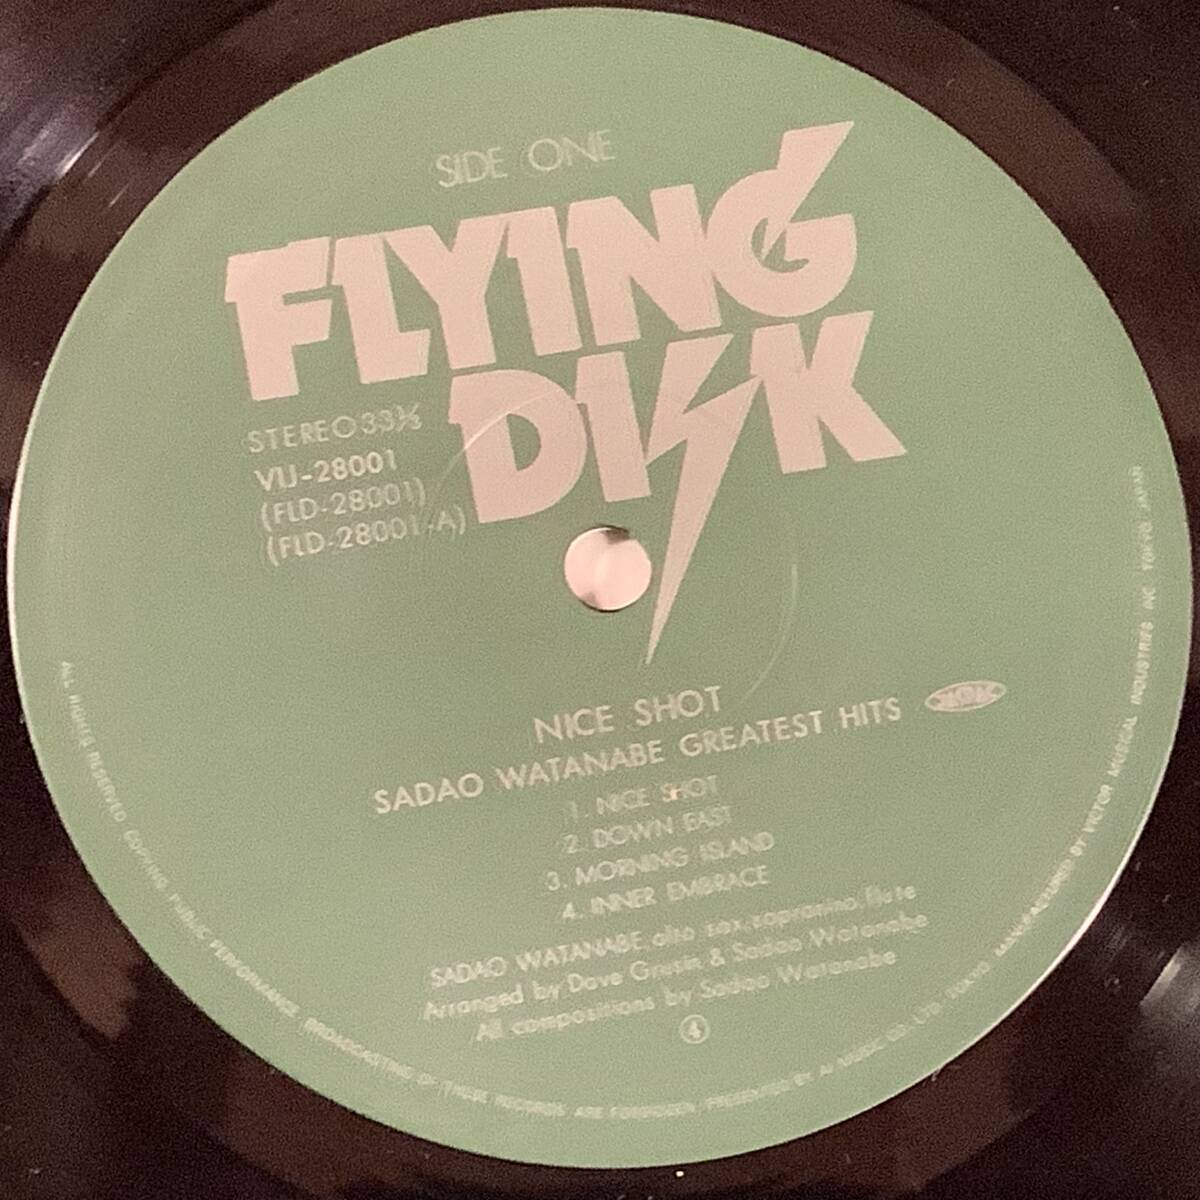 SIDE ONE
FLYING
DISK
STEREO 33⅓
VIJ-28001
(FLD-28001)
(FLD-28001-A)
NICE SHOT
SADAO WATANABE GREATEST HITS
1. NICE SHOT
2. DOWN EAST
3. MORNING ISLAND
4. INNER EMBRACE
SADAO WATANABE, alto sax, sopranino, flute
Arranged by Dave Grusin & Sadao Watanabe
All compositions by Sadao Watanabe
4
ALL RIGHTS RESERVED COPYING, PUBLIC PERFORMANCE, BROADCASTING OF THESE RECORDS ARE FORBIDDEN, PRESENTED BY AI MUSIC CO., LTD. TOKYO. MANUFACTURED BY VICTOR MUSICAL INDUSTRIES INC. TOKYO, JAPAN